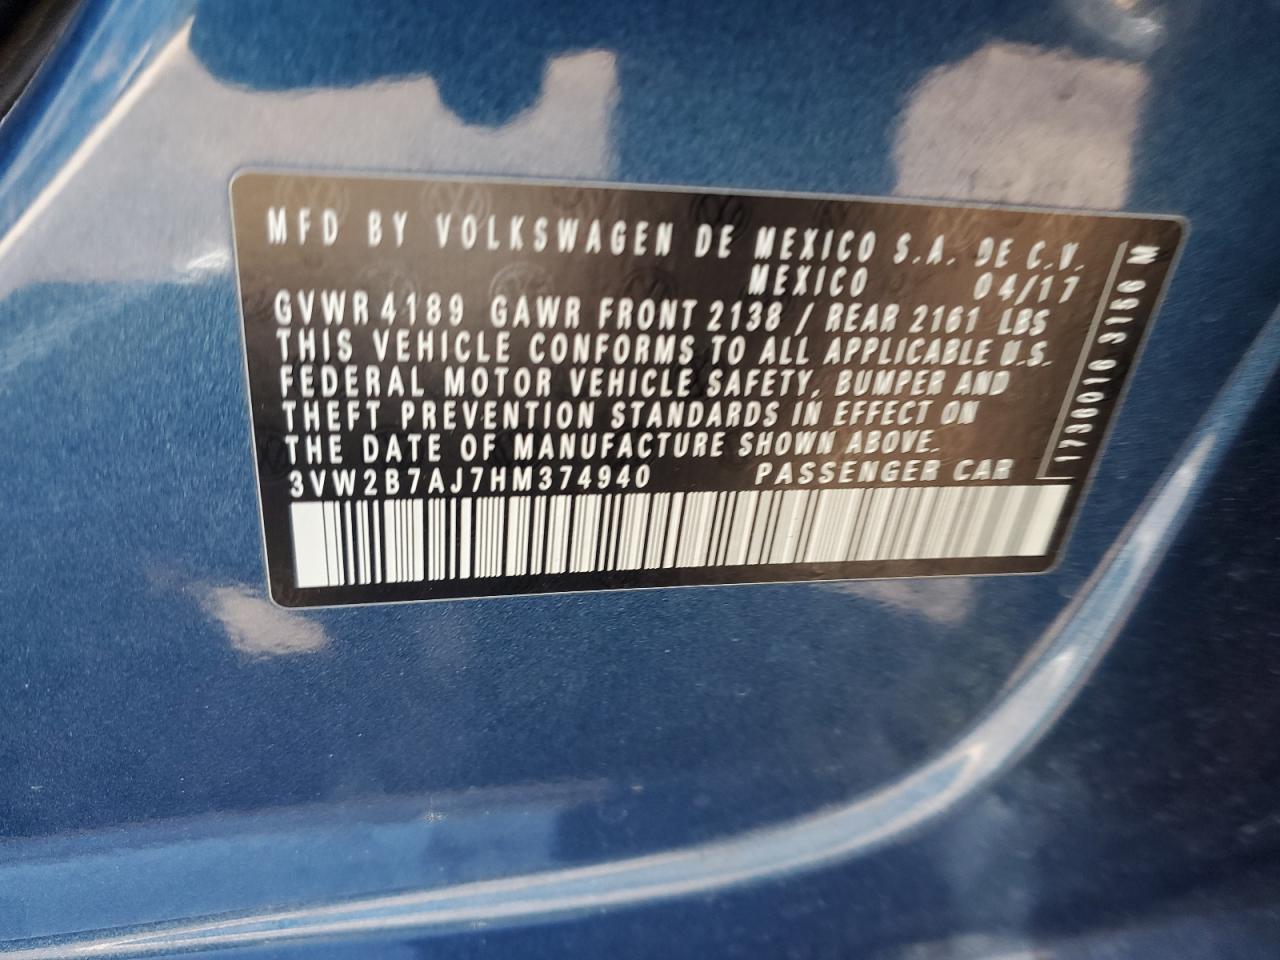 MFD BY VOLKSWAGEN DE MEXICO S.A. DE C.V.
MEXICO 04/17
GVWR 4189 GAWR FRONT 2138 / REAR 2161 LBS
THIS VEHICLE CONFORMS TO ALL APPLICABLE U.S.
FEDERAL MOTOR VEHICLE SAFETY, BUMPER AND
THEFT PREVENTION STANDARDS IN EFFECT ON
THE DATE OF MANUFACTURE SHOWN ABOVE.
3VW2B7AJ7HM374940 PASSENGER CAR
M